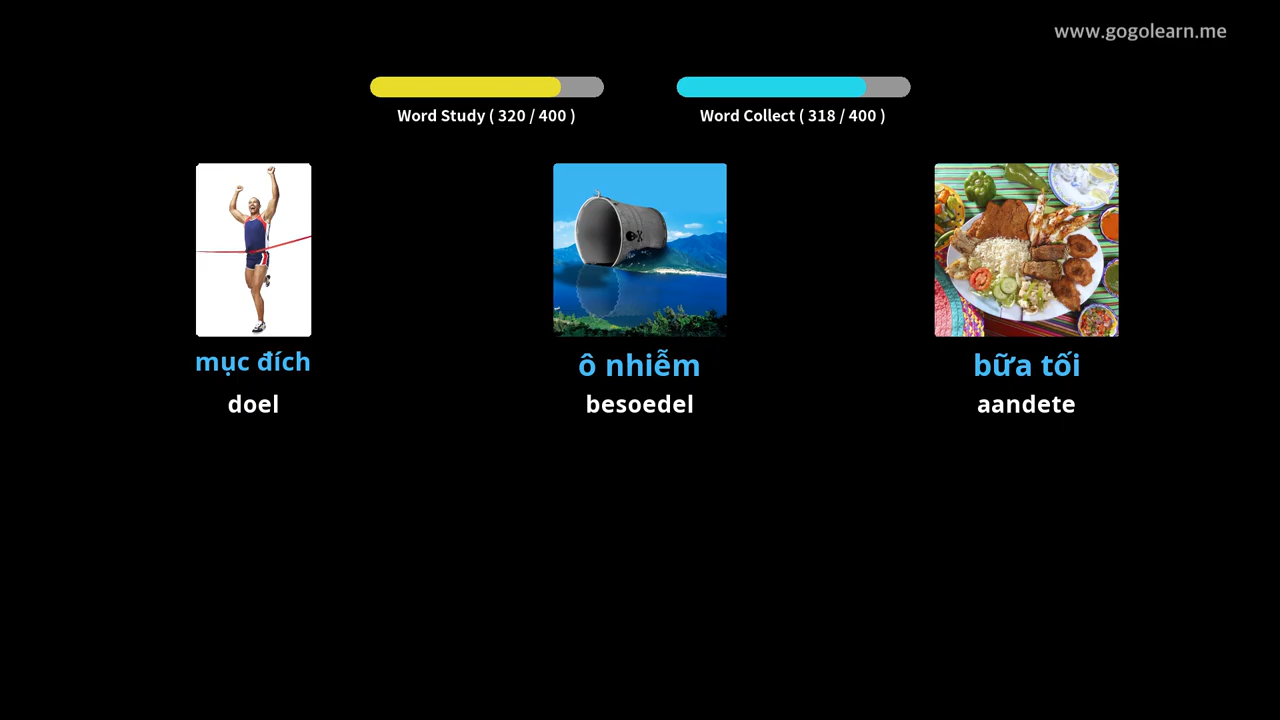 www.gogolearn.me
Word Study ( 320 / 400 )
Word Collect ( 318 / 400 )
mục đích
doel
ô nhiễm
besoedel
bữa tối
aandete